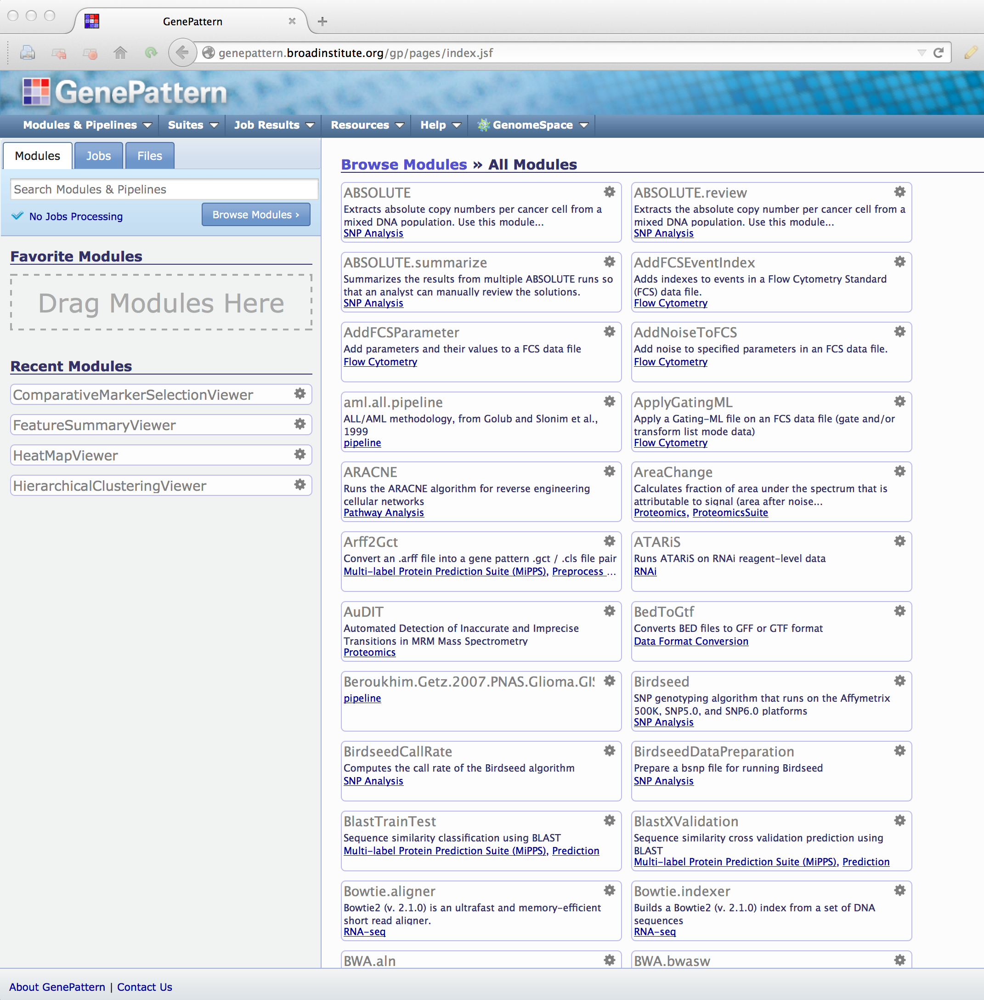 GenePattern
genepattern.broadinstitute.org/gp/pages/index.jsf
GenePattern
Modules & Pipelines Suites Job Results Resources Help GenomeSpace
Modules Jobs Files
Search Modules & Pipelines
No Jobs Processing
Browse Modules ›
Favorite Modules
Drag Modules Here
Recent Modules
ComparativeMarkerSelectionViewer
FeatureSummaryViewer
HeatMapViewer
HierarchicalClusteringViewer
Browse Modules » All Modules
ABSOLUTE
Extracts absolute copy numbers per cancer cell from a
mixed DNA population. Use this module...
SNP Analysis
ABSOLUTE.review
Extracts the absolute copy number per cancer cell from a
mixed DNA population. Use this module...
SNP Analysis
ABSOLUTE.summarize
Summarizes the results from multiple ABSOLUTE runs so
that an analyst can manually review the solutions.
SNP Analysis
AddFCSEventIndex
Adds indexes to events in a Flow Cytometry Standard
(FCS) data file.
Flow Cytometry
AddFCSParameter
Add parameters and their values to a FCS data file
Flow Cytometry
AddNoiseToFCS
Add noise to specified parameters in an FCS data file.
Flow Cytometry
aml.all.pipeline
ALL/AML methodology, from Golub and Slonim et al.,
1999
pipeline
ApplyGatingML
Apply a Gating-ML file on an FCS data file (gate and/or
transform list mode data)
Flow Cytometry
ARACNE
Runs the ARACNE algorithm for reverse engineering
cellular networks
Pathway Analysis
AreaChange
Calculates fraction of area under the spectrum that is
attributable to signal (area after noise...
Proteomics, ProteomicsSuite
Arff2Gct
Convert an .arff file into a gene pattern .gct / .cls file pair
Multi-label Protein Prediction Suite (MiPPS), Preprocess ...
ATARiS
Runs ATARiS on RNAi reagent-level data
RNAi
AuDIT
Automated Detection of Inaccurate and Imprecise
Transitions in MRM Mass Spectrometry
Proteomics
BedToGtf
Converts BED files to GFF or GTF format
Data Format Conversion
Beroukhim.Getz.2007.PNAS.Glioma.GIS
pipeline
Birdseed
SNP genotyping algorithm that runs on the Affymetrix
500K, SNP5.0, and SNP6.0 platforms
SNP Analysis
BirdseedCallRate
Computes the call rate of the Birdseed algorithm
SNP Analysis
BirdseedDataPreparation
Prepare a bsnp file for running Birdseed
SNP Analysis
BlastTrainTest
Sequence similarity classification using BLAST
Multi-label Protein Prediction Suite (MiPPS), Prediction
BlastXValidation
Sequence similarity cross validation prediction using
BLAST
Multi-label Protein Prediction Suite (MiPPS), Prediction
Bowtie.aligner
Bowtie2 (v. 2.1.0) is an ultrafast and memory-efficient
short read aligner.
RNA-seq
Bowtie.indexer
Builds a Bowtie2 (v. 2.1.0) index from a set of DNA
sequences
RNA-seq
BWA.aln
BWA.bwasw
About GenePattern | Contact Us